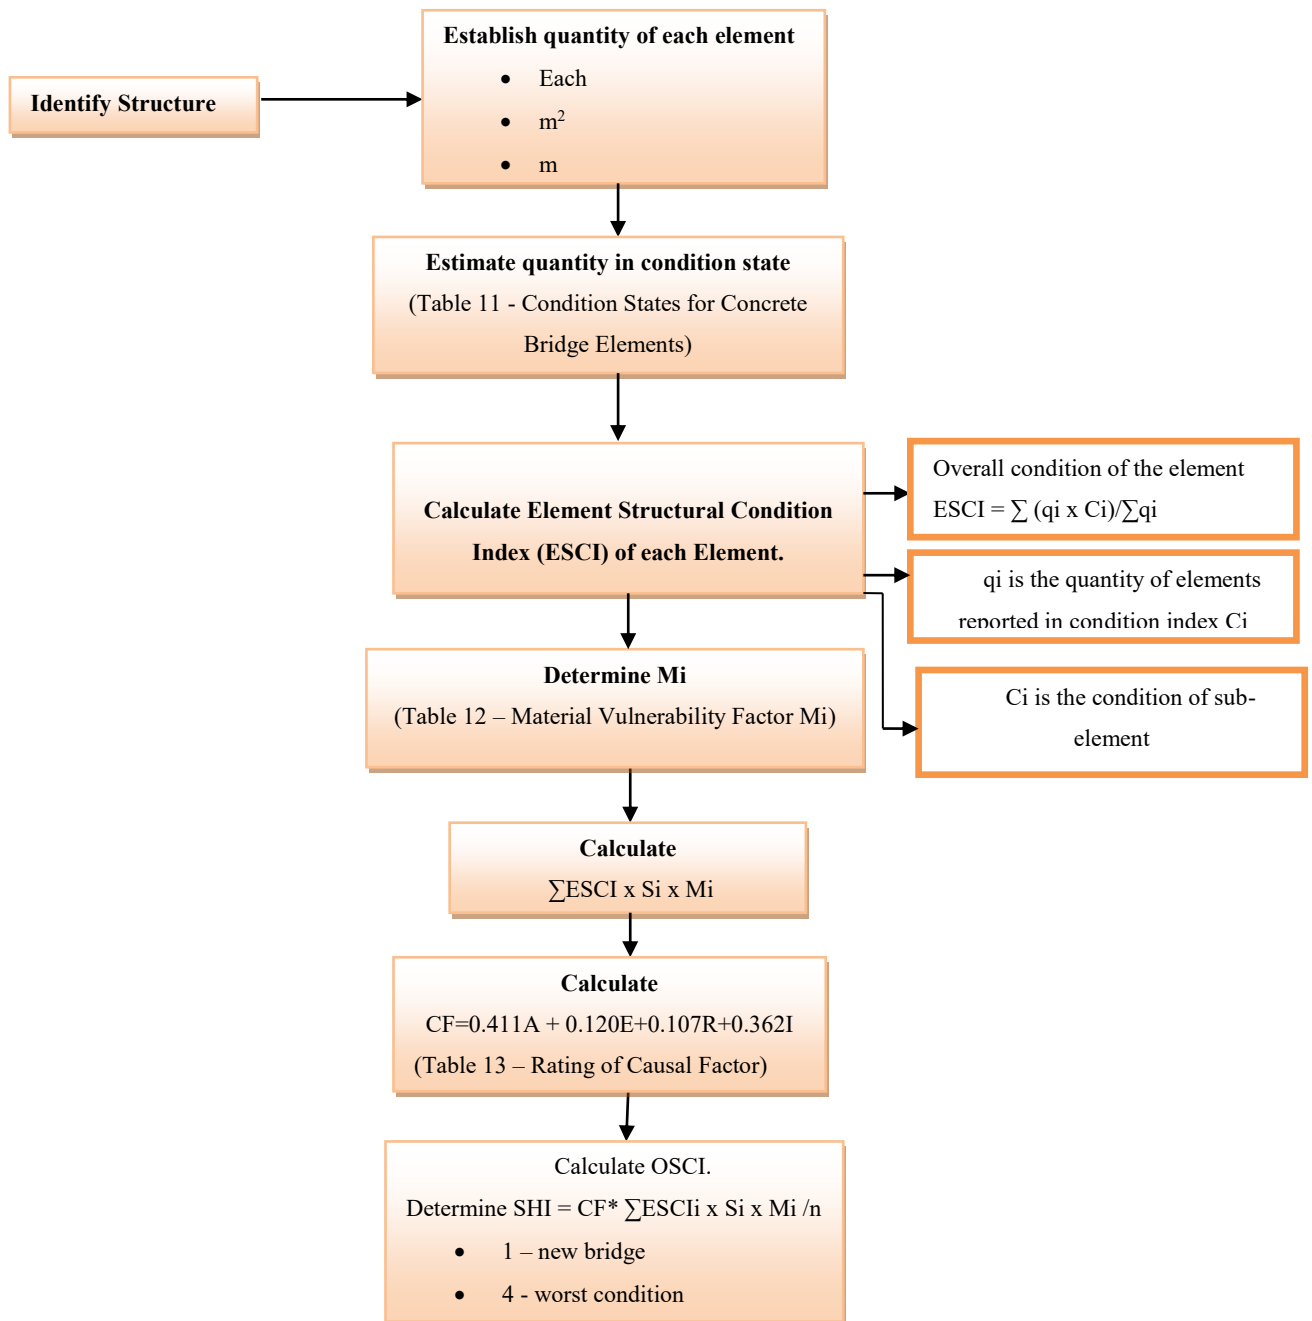 Identify Structure
Establish quantity of each element
• Each
• m²
• m
Estimate quantity in condition state
(Table 11 - Condition States for Concrete
Bridge Elements)
Calculate Element Structural Condition
Index (ESCI) of each Element.
Overall condition of the element
ESCI = ∑ (qi x Ci)/∑qi
qi is the quantity of elements
reported in condition index Ci
Ci is the condition of sub-
element
Determine Mi
(Table 12 – Material Vulnerability Factor Mi)
Calculate
∑ESCI x Si x Mi
Calculate
CF=0.411A + 0.120E+0.107R+0.362I
(Table 13 – Rating of Causal Factor)
Calculate OSCI.
Determine SHI = CF* ∑ESCIi x Si x Mi /n
• 1 – new bridge
• 4 - worst condition